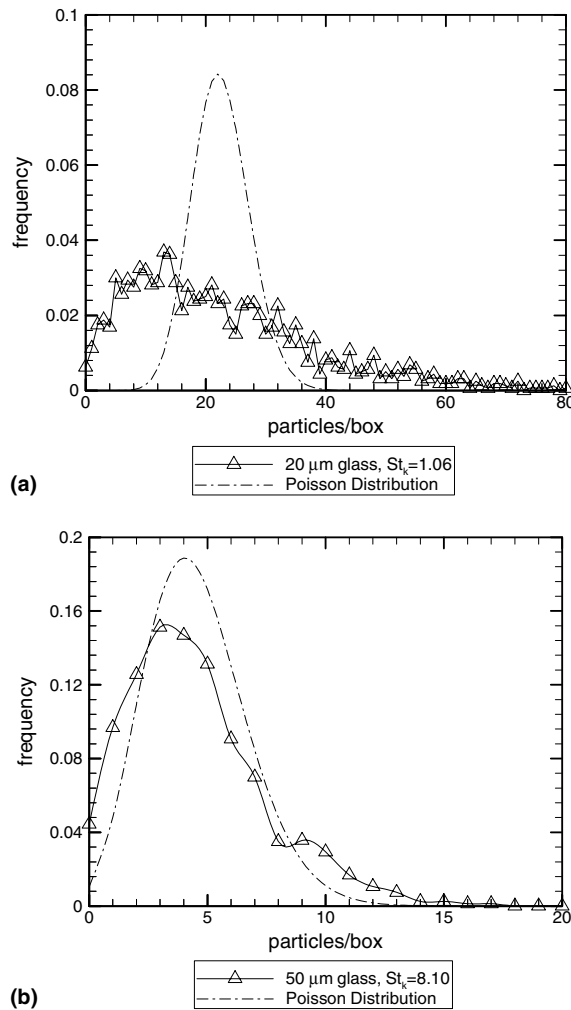 0.1
0.08
0.06
0.04
0.02
0
frequency
0 20 40 60 80
particles/box
20 μm glass, Stk=1.06
Poisson Distribution
(a)
0.2
0.16
0.12
0.08
0.04
0
frequency
0 5 10 15 20
particles/box
50 μm glass, Stk=8.10
Poisson Distribution
(b)